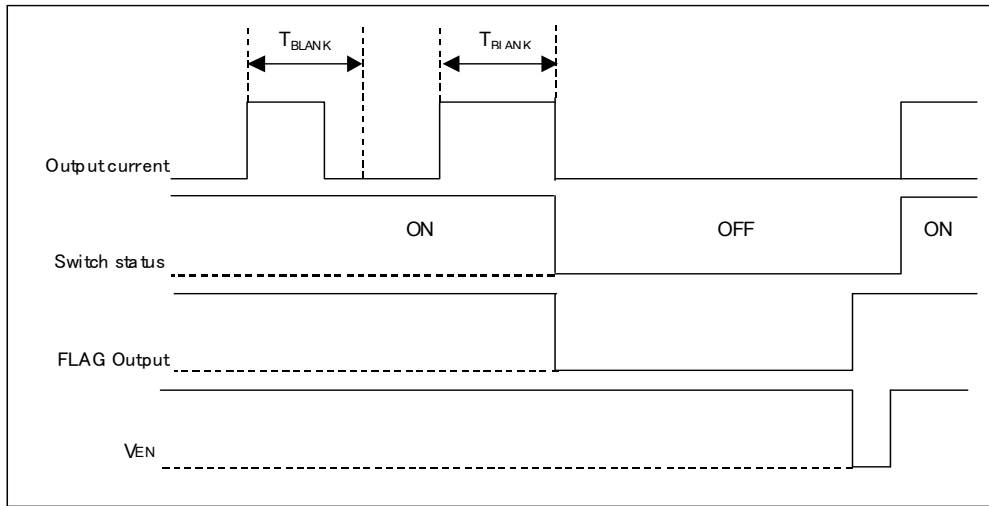 TBLANK TBLANK
Output current
ON OFF ON
Switch status
FLAG Output
VEN